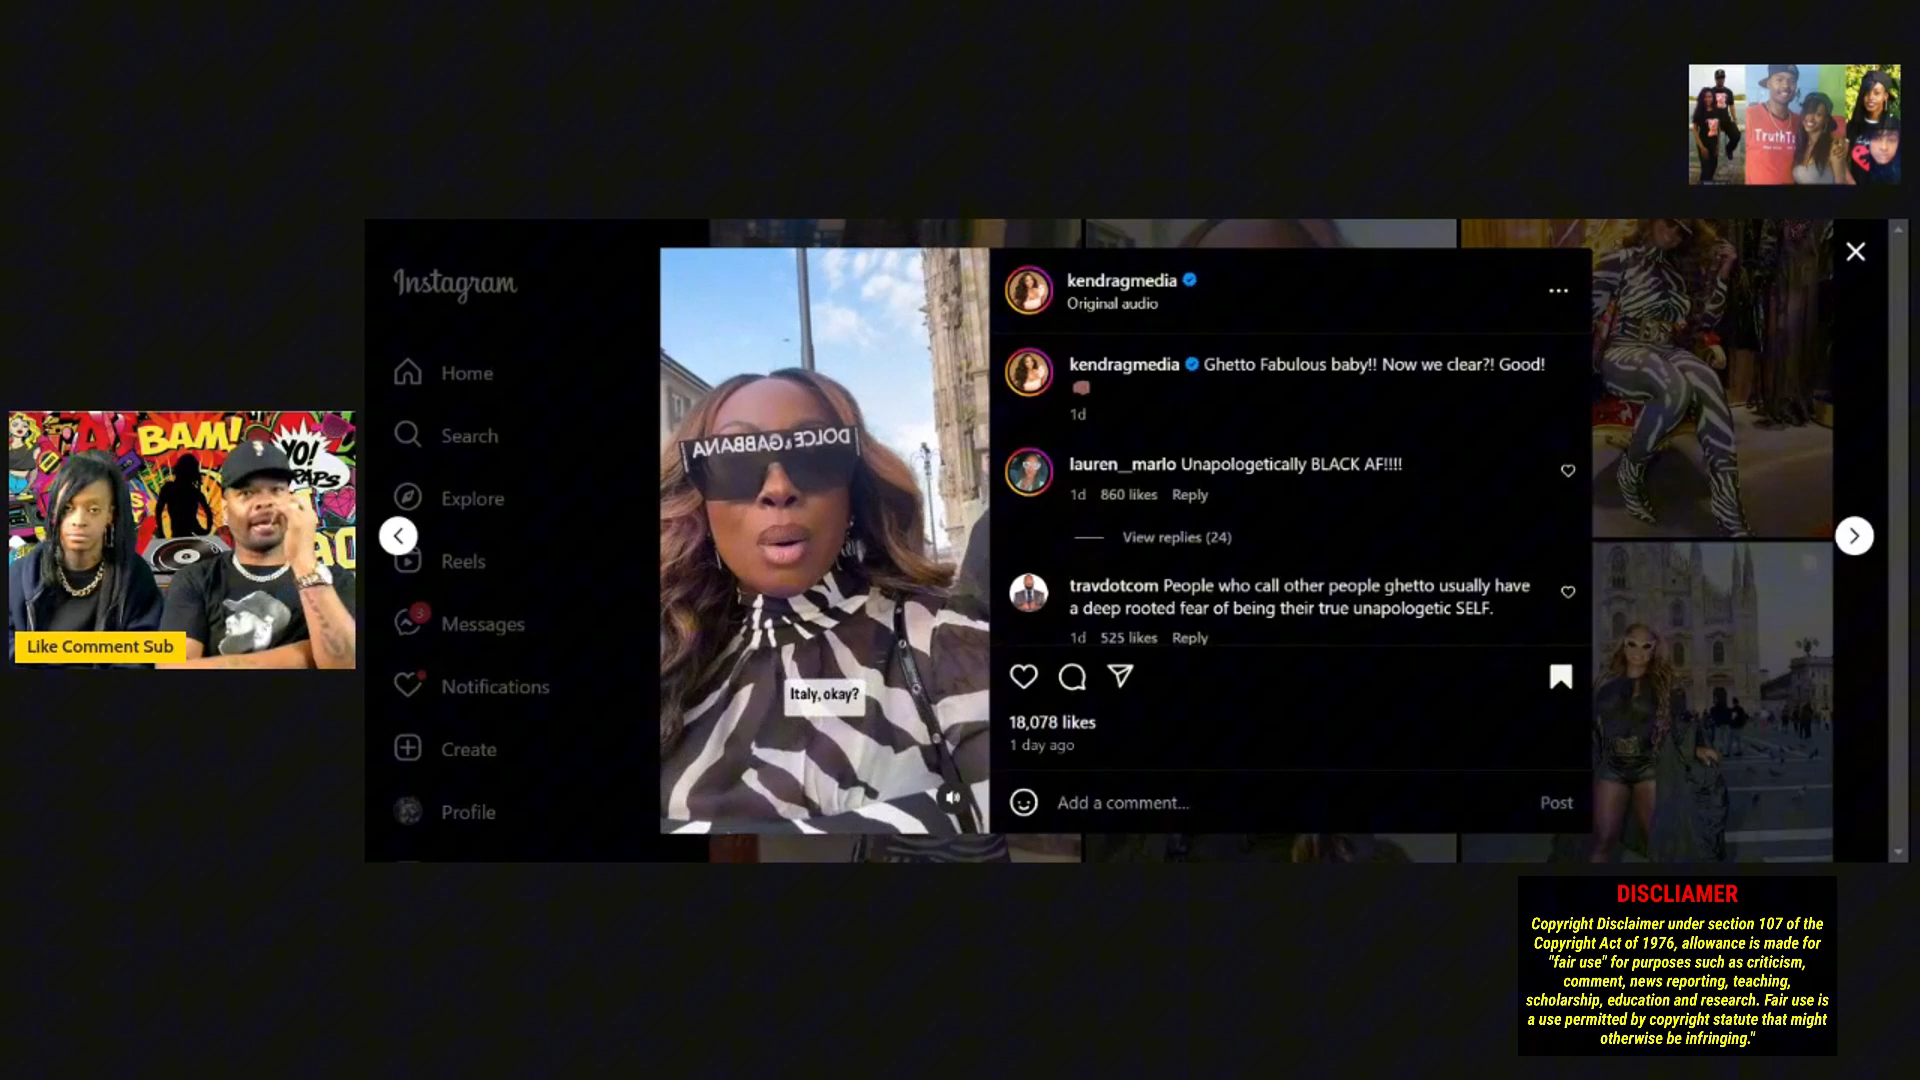 TruthT
Instagram
Home
Search
Explore
Reels
3
Messages
Notifications
Create
Profile
BAM!
YO!
RAPS
Like Comment Sub
DOLCE&GABBANA
Italy, okay?
kendragmedia
Original audio
kendragmedia Ghetto Fabulous baby!! Now we clear?! Good!
1d
lauren__marlo Unapologetically BLACK AF!!!!
1d 860 likes Reply
View replies (24)
travdotcom People who call other people ghetto usually have
a deep rooted fear of being their true unapologetic SELF.
1d 525 likes Reply
18,078 likes
1 day ago
Add a comment...
Post
DISCLIAMER
Copyright Disclaimer under section 107 of the
Copyright Act of 1976, allowance is made for
"fair use" for purposes such as criticism,
comment, news reporting, teaching,
scholarship, education and research. Fair use is
a use permitted by copyright statute that might
otherwise be infringing."